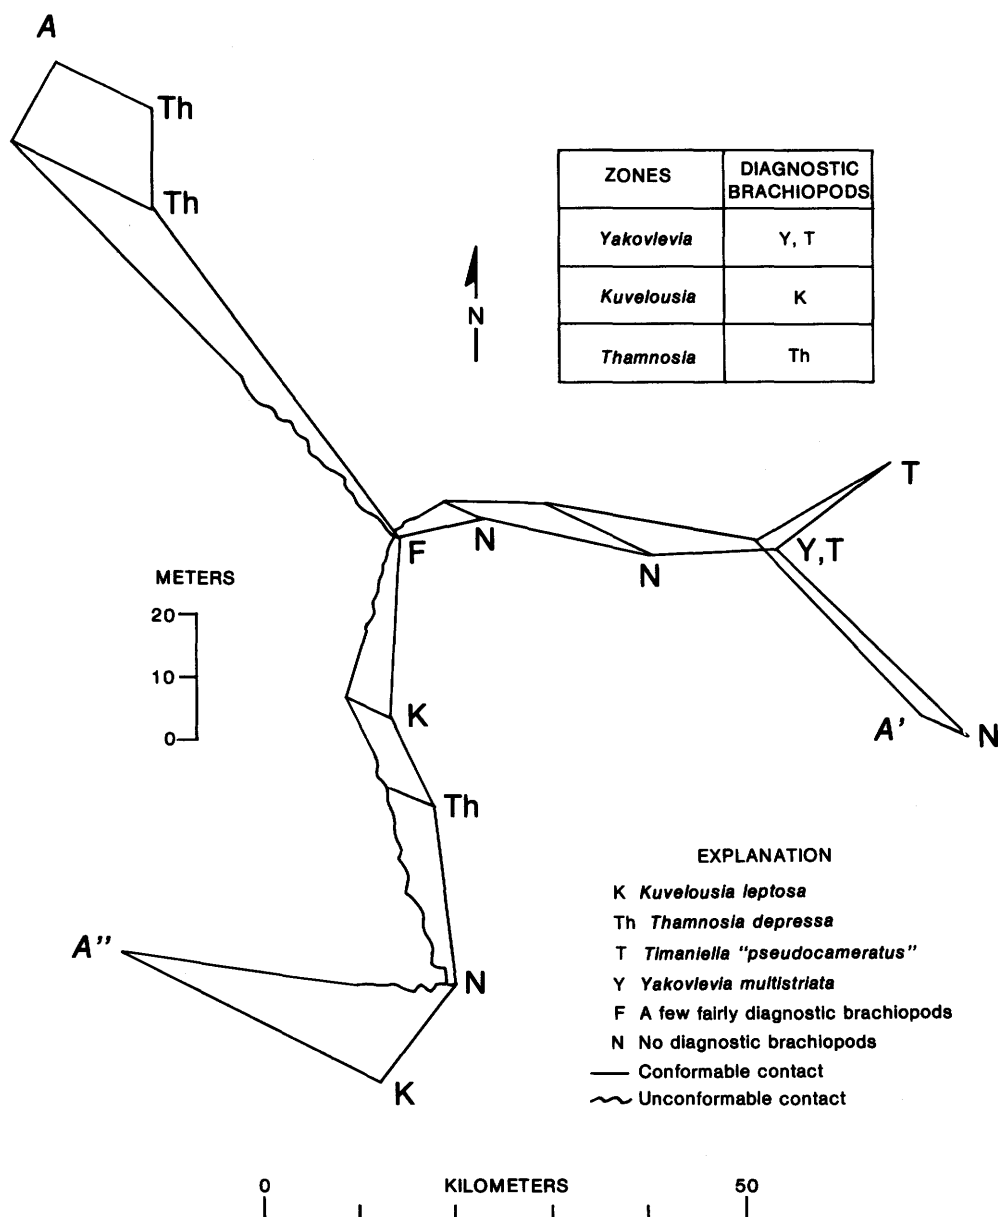 A
Th
Th
ZONES
DIAGNOSTIC
BRACHIOPODS
Yakovlevia
Y, T
Kuvelousia
K
Thamnosia
Th
N
T
F
N
N
Y,T
METERS
20
10
0
K
A'
N
Th
EXPLANATION
K Kuvelousia leptosa
Th Thamnosia depressa
T Timaniella "pseudocameratus"
Y Yakovlevia multistriata
F A few fairly diagnostic brachiopods
N No diagnostic brachiopods
Conformable contact
Unconformable contact
A"
N
K
0 KILOMETERS 50